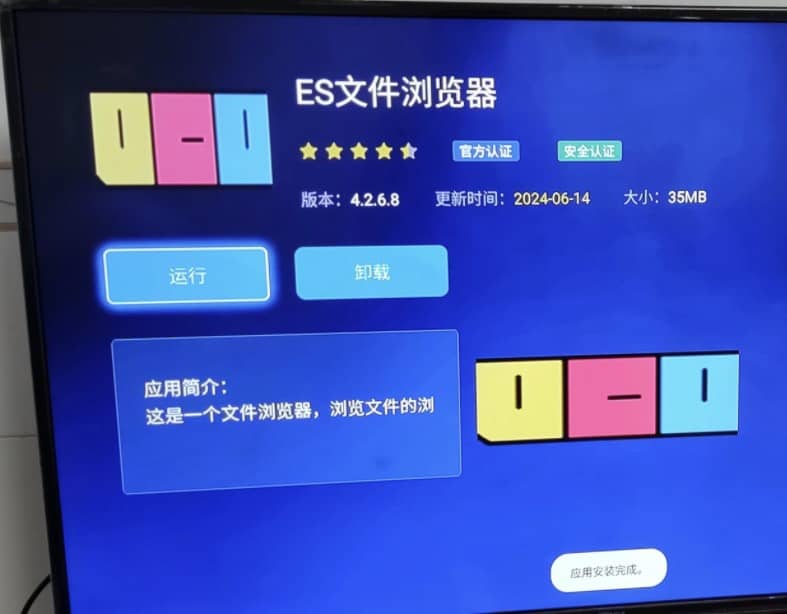 ES文件浏览器
官方认证 安全认证
版本：4.2.6.8 更新时间：2024-06-14 大小：35MB
运行 卸载
应用简介：
这是一个文件浏览器，浏览文件的浏
应用安装完成。